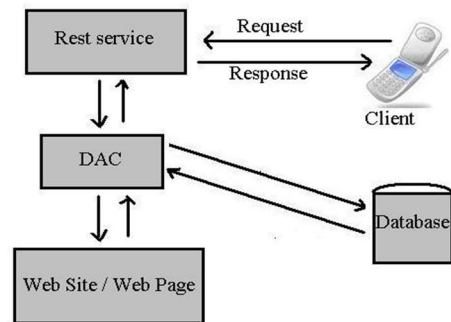 Rest service
Request
Response
Client
DAC
Database
Web Site / Web Page